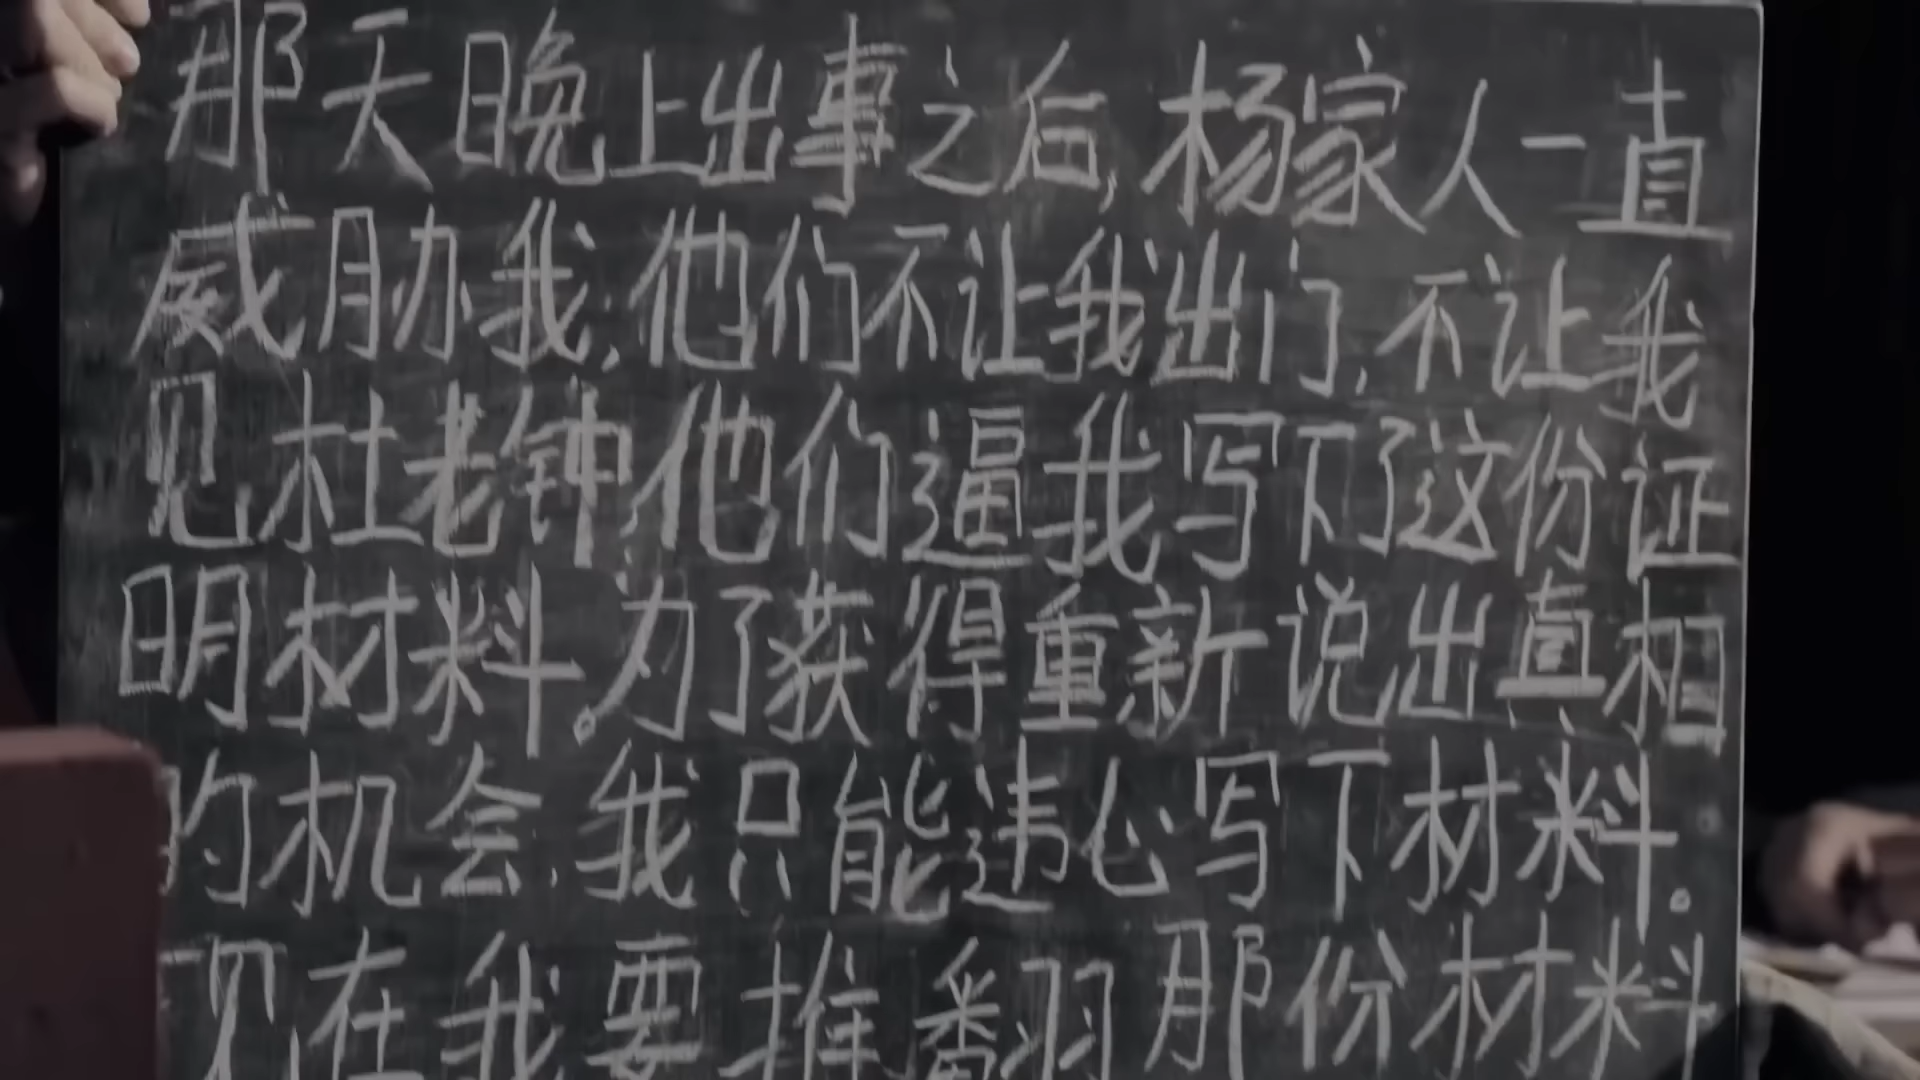 那天晚上出事之后,杨家人一直
威胁我,他们不让我出门,不让我
见杜老钟,他们逼我写下了这份证
明材料。为了获得重新说出真相
的机会,我只能违心写下材料。
现在我要推翻那份材料